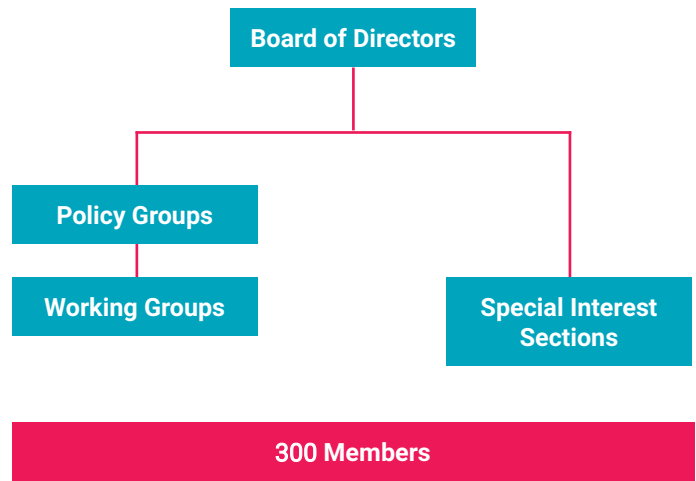 Board of Directors
Policy Groups
Working Groups
Special Interest
Sections
300 Members